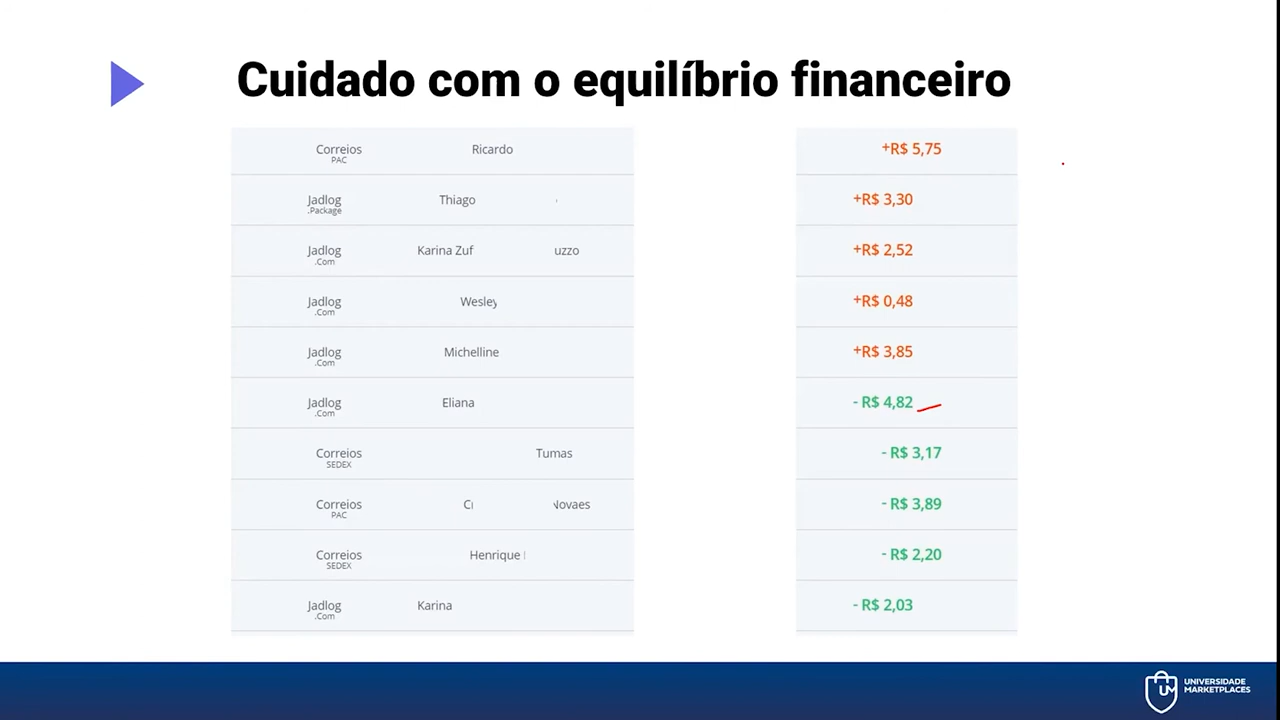 Cuidado com o equilíbrio financeiro
Correios Ricardo +R$ 5,75
PAC
Jadlog Thiago +R$ 3,30
.Package
Jadlog Karina Zuf uzzo +R$ 2,52
.Com
Jadlog Wesley +R$ 0,48
.Com
Jadlog Michelline +R$ 3,85
.Com
Jadlog Eliana - R$ 4,82
.Com
Correios Tumas - R$ 3,17
SEDEX
Correios Novaes - R$ 3,89
PAC
Correios Henrique - R$ 2,20
SEDEX
Jadlog Karina - R$ 2,03
.Com
UM UNIVERSIDADE
MARKETPLACES